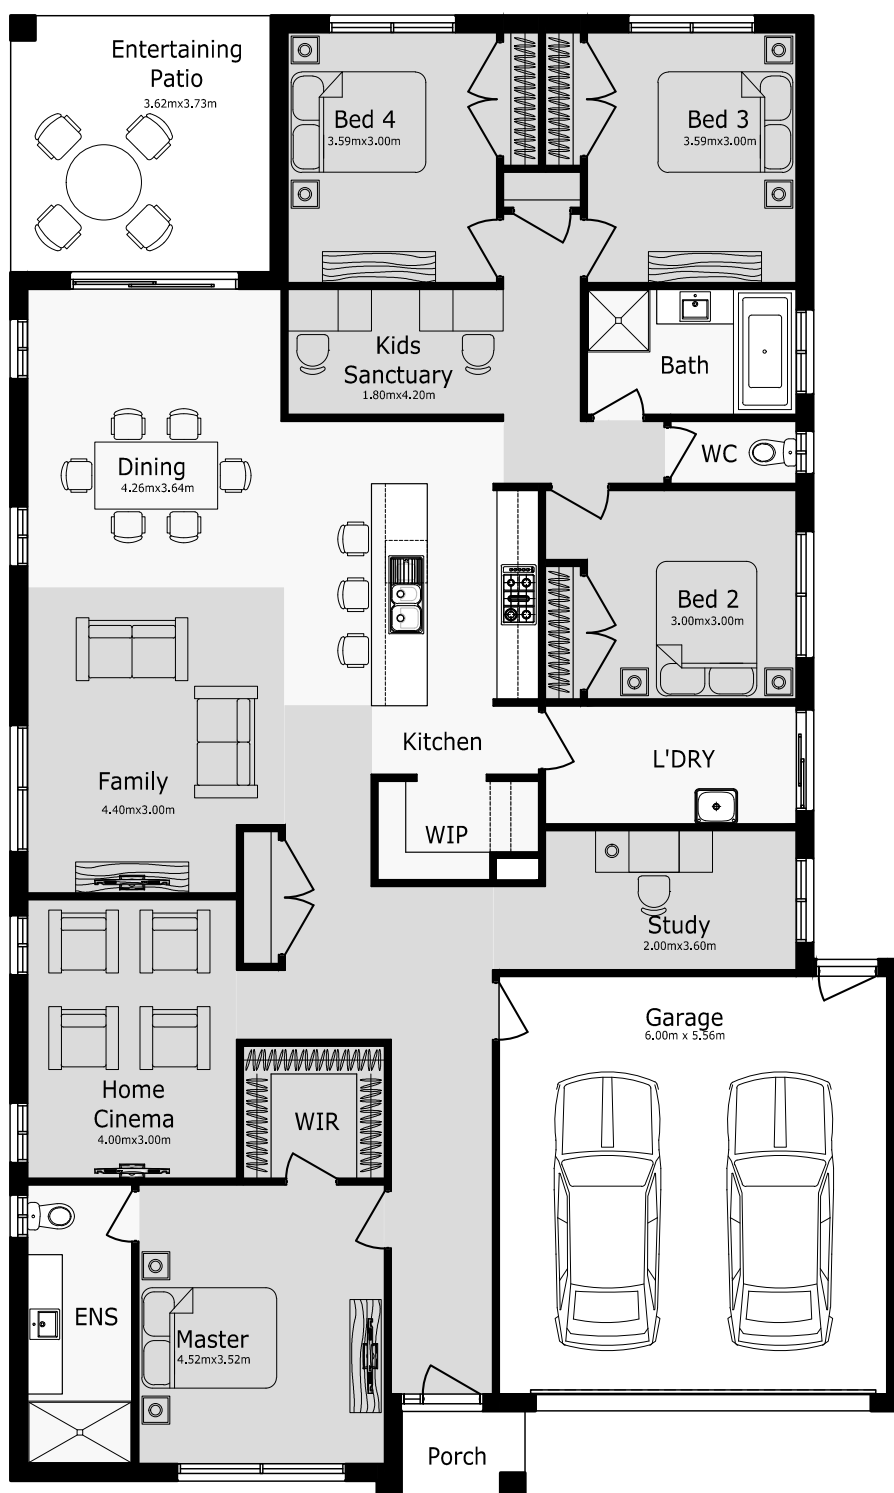 Entertaining
Patio
3.62mx3.73m
Bed 4
3.59mx3.00m
Bed 3
3.59mx3.00m
Kids
Sanctuary
1.80mx4.20m
Bath
WC
Dining
4.26mx3.64m
Bed 2
3.00mx3.00m
Kitchen
L'DRY
Family
4.40mx3.00m
WIP
Study
2.00mx3.60m
Garage
6.00m x 5.56m
Home
Cinema
4.00mx3.00m
WIR
ENS
Master
4.52mx3.52m
Porch